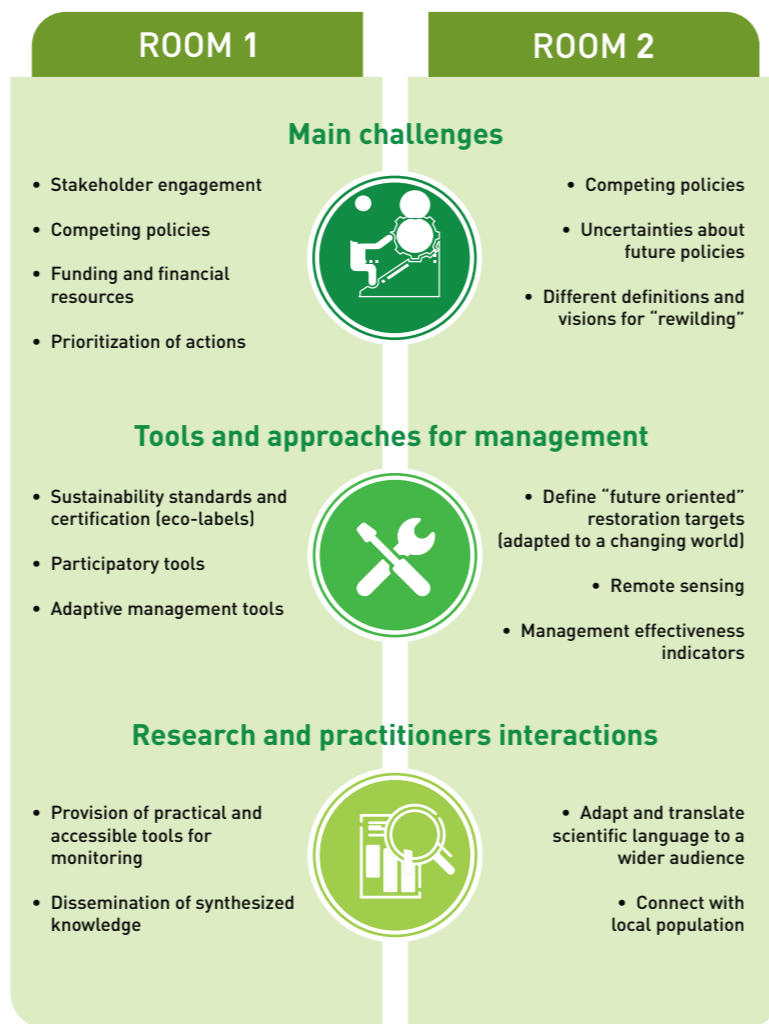 ROOM 1
ROOM 2
Main challenges
• Stakeholder engagement
• Competing policies
• Funding and financial
resources
• Prioritization of actions
• Competing policies
• Uncertainties about
future policies
• Different definitions and
visions for “rewilding”
Tools and approaches for management
• Sustainability standards and
certification (eco-labels)
• Participatory tools
• Adaptive management tools
• Define “future oriented”
restoration targets
(adapted to a changing world)
• Remote sensing
• Management effectiveness
indicators
Research and practitioners interactions
• Provision of practical and
accessible tools for
monitoring
• Dissemination of synthesized
knowledge
• Adapt and translate
scientific language to a
wider audience
• Connect with
local population